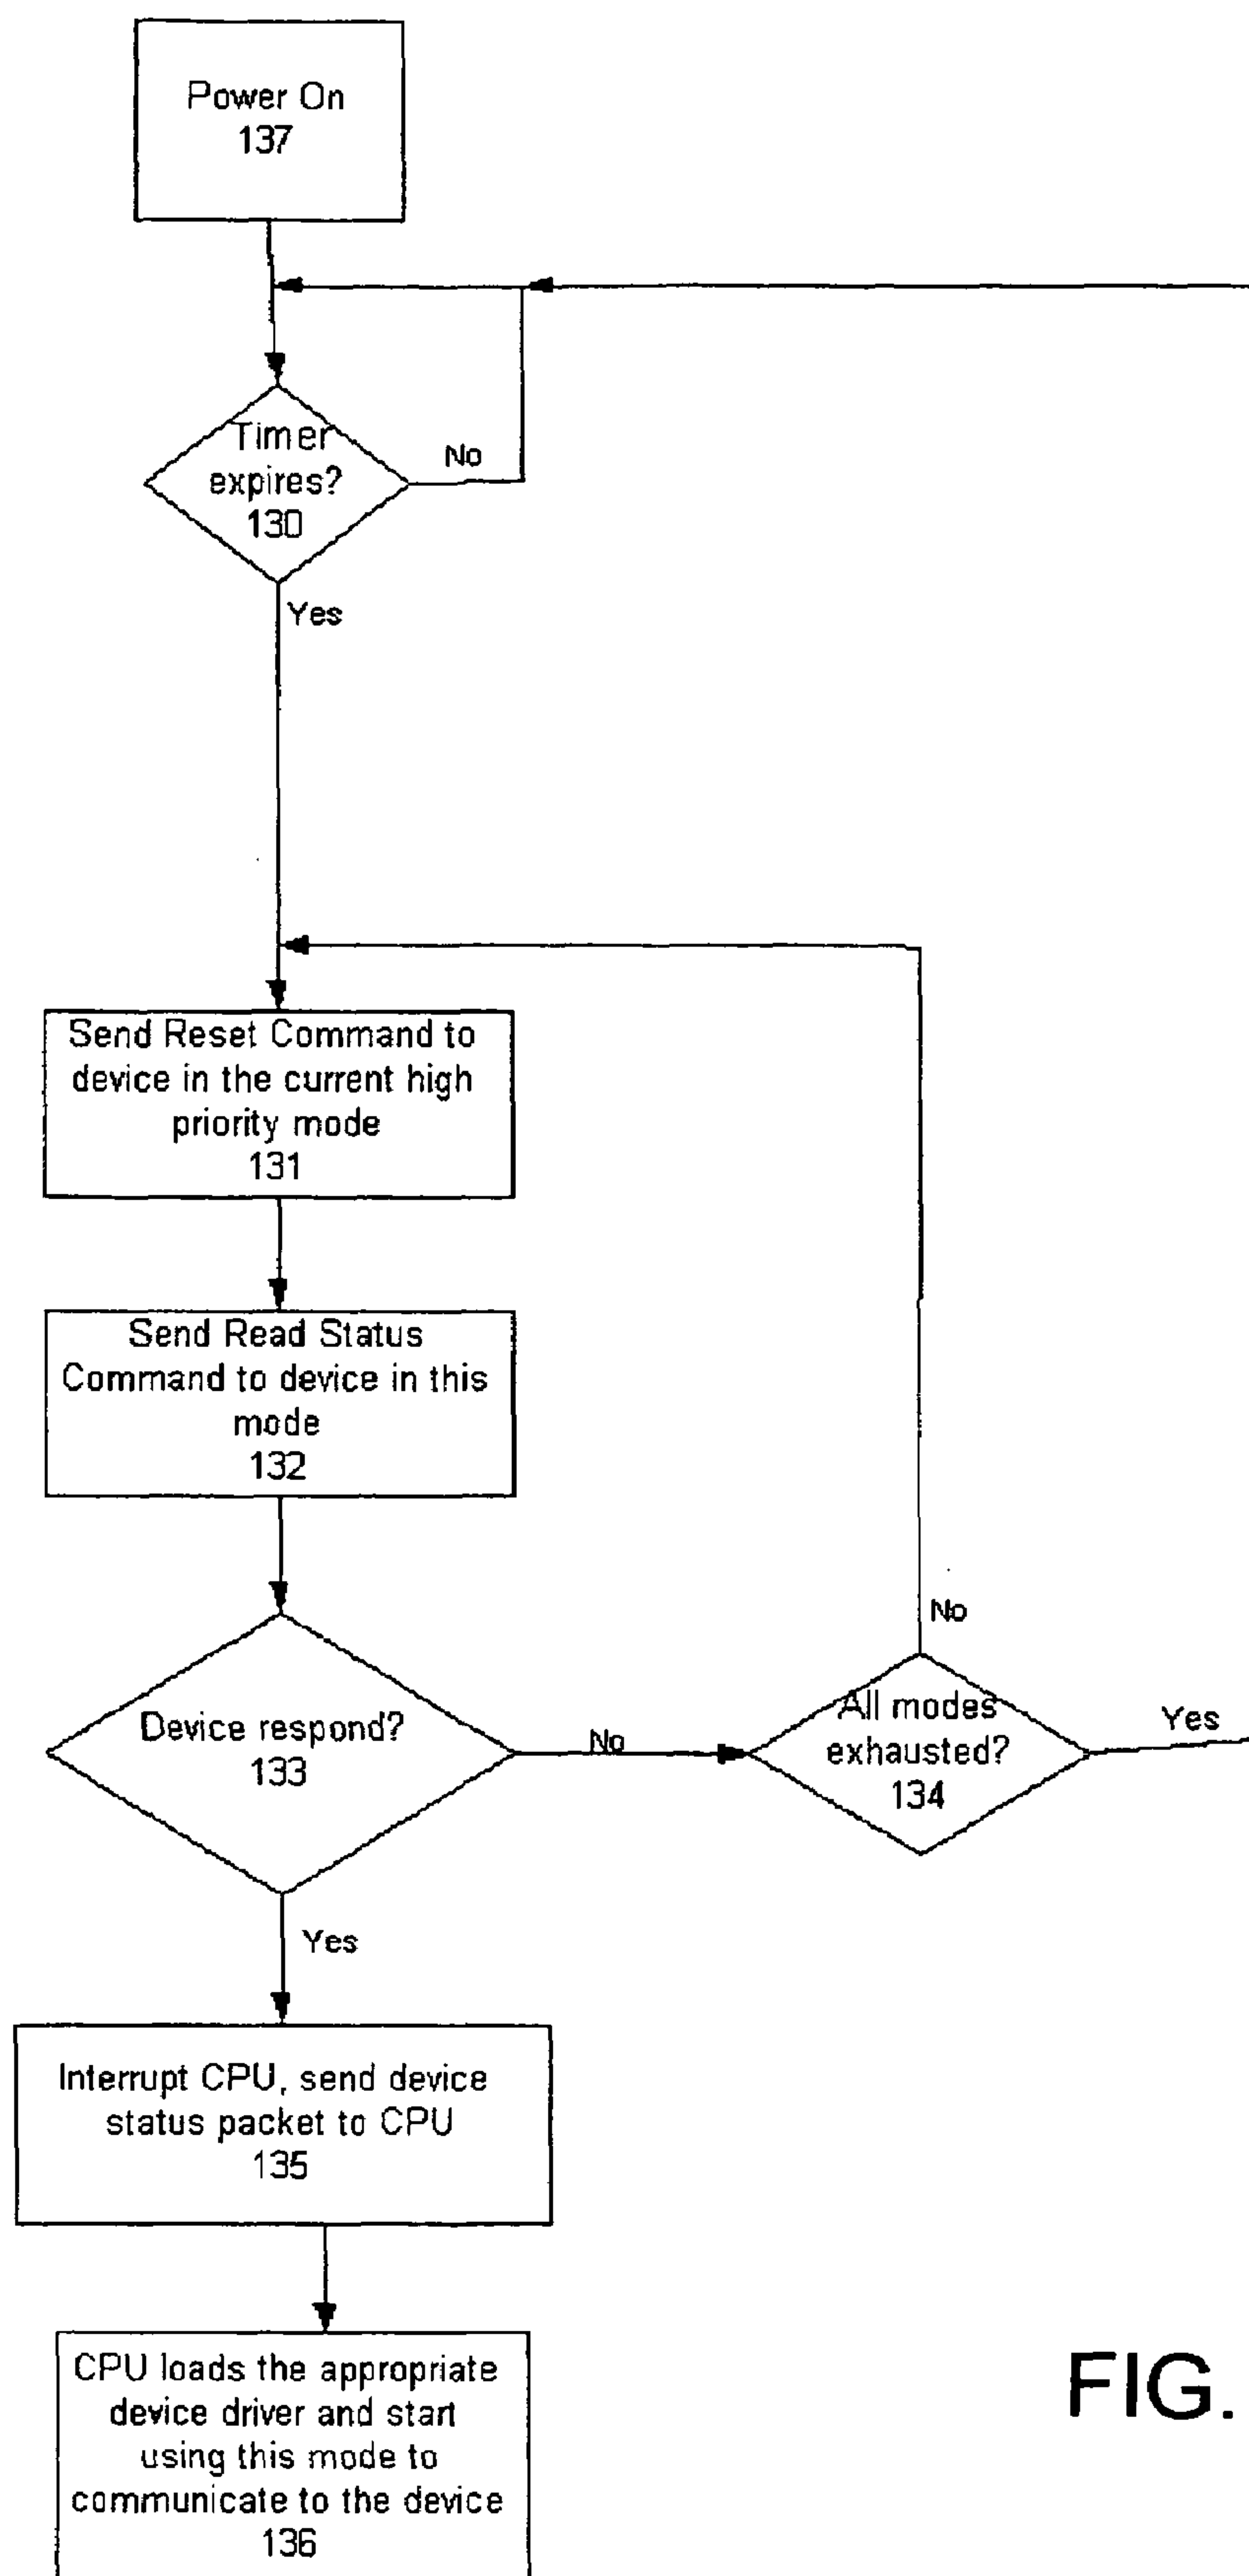 Power On
137
Timer
expires?
130
No
Yes
Send Reset Command to
device in the current high
priority mode
131
Send Read Status
Command to device in this
mode
132
No
Device respond?
133
No
All modes
exhausted?
134
Yes
Yes
Interrupt CPU, send device
status packet to CPU
135
CPU loads the appropriate
device driver and start
using this mode to
communicate to the device
136
FIG.